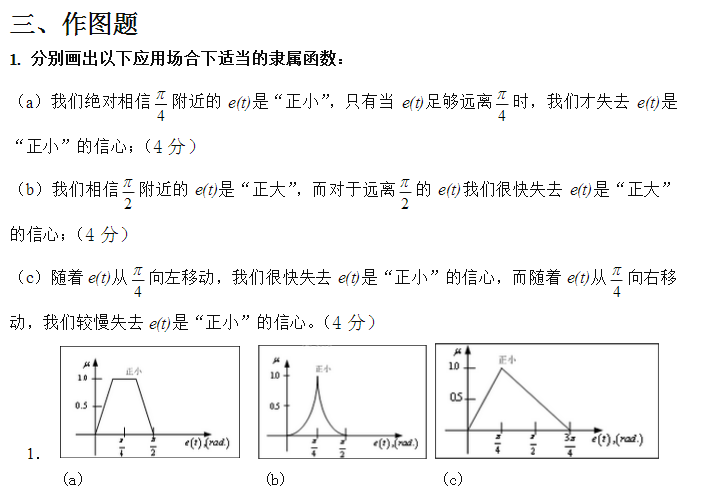 三、作图题
1. 分别画出以下应用场合下适当的隶属函数：
（a）我们绝对相信 π/4 附近的 e(t)是“正小”，只有当 e(t)足够远离 π/4 时，我们才失去 e(t)是
“正小”的信心；（4 分）
（b）我们相信 π/2 附近的 e(t)是“正大”，而对于远离 π/2 的 e(t)我们很快失去 e(t)是“正大”
的信心；（4 分）
（c）随着 e(t)从 π/4 向左移动，我们很快失去 e(t)是“正小”的信心，而随着 e(t)从 π/4 向右移
动，我们较慢失去 e(t)是“正小”的信心。（4 分）
μ 正小 1.0 0.5 π/4 π/2 e(t),(rad.)
μ 正小 1.0 0.5 π/4 π/2 e(t),(rad.)
μ 正小 1.0 0.5 π/4 π/2 3π/4 e(t),(rad.)
1.
(a) (b) (c)